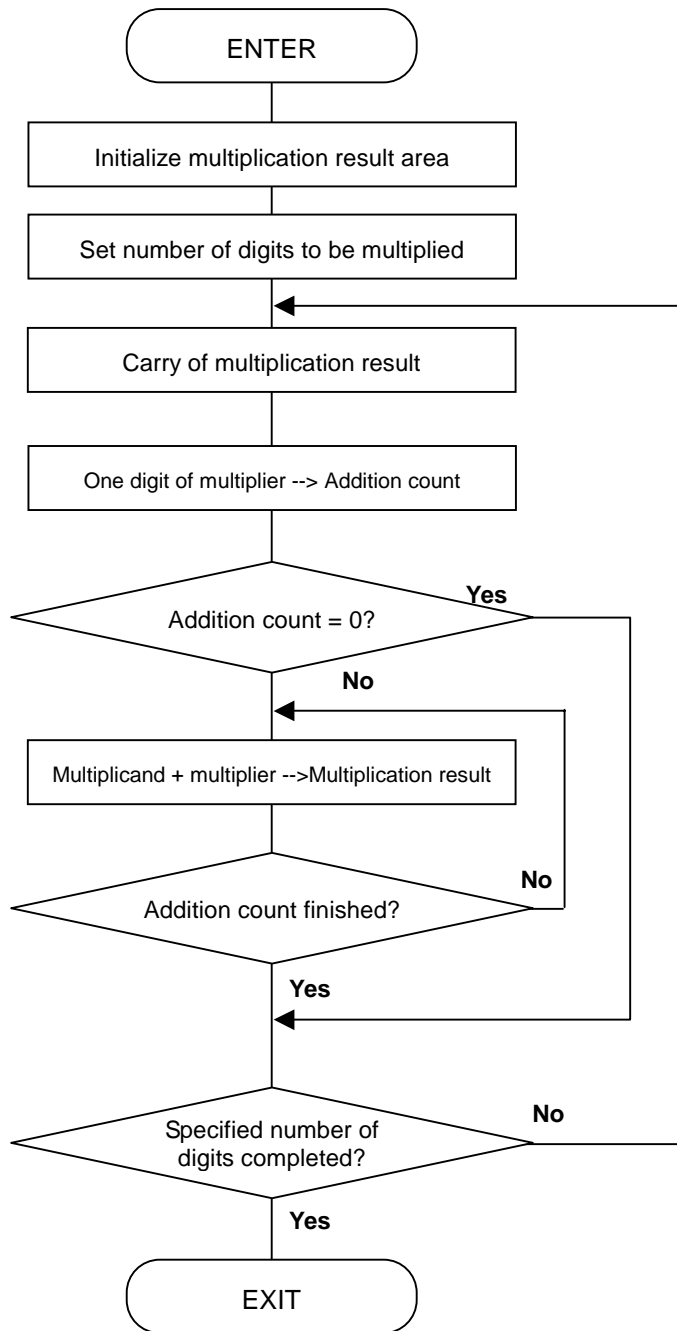 ENTER
Initialize multiplication result area
Set number of digits to be multiplied
Carry of multiplication result
One digit of multiplier --> Addition count
Yes
Addition count = 0?
No
Multiplicand + multiplier -->Multiplication result
No
Addition count finished?
Yes
No
Specified number of
digits completed?
Yes
EXIT